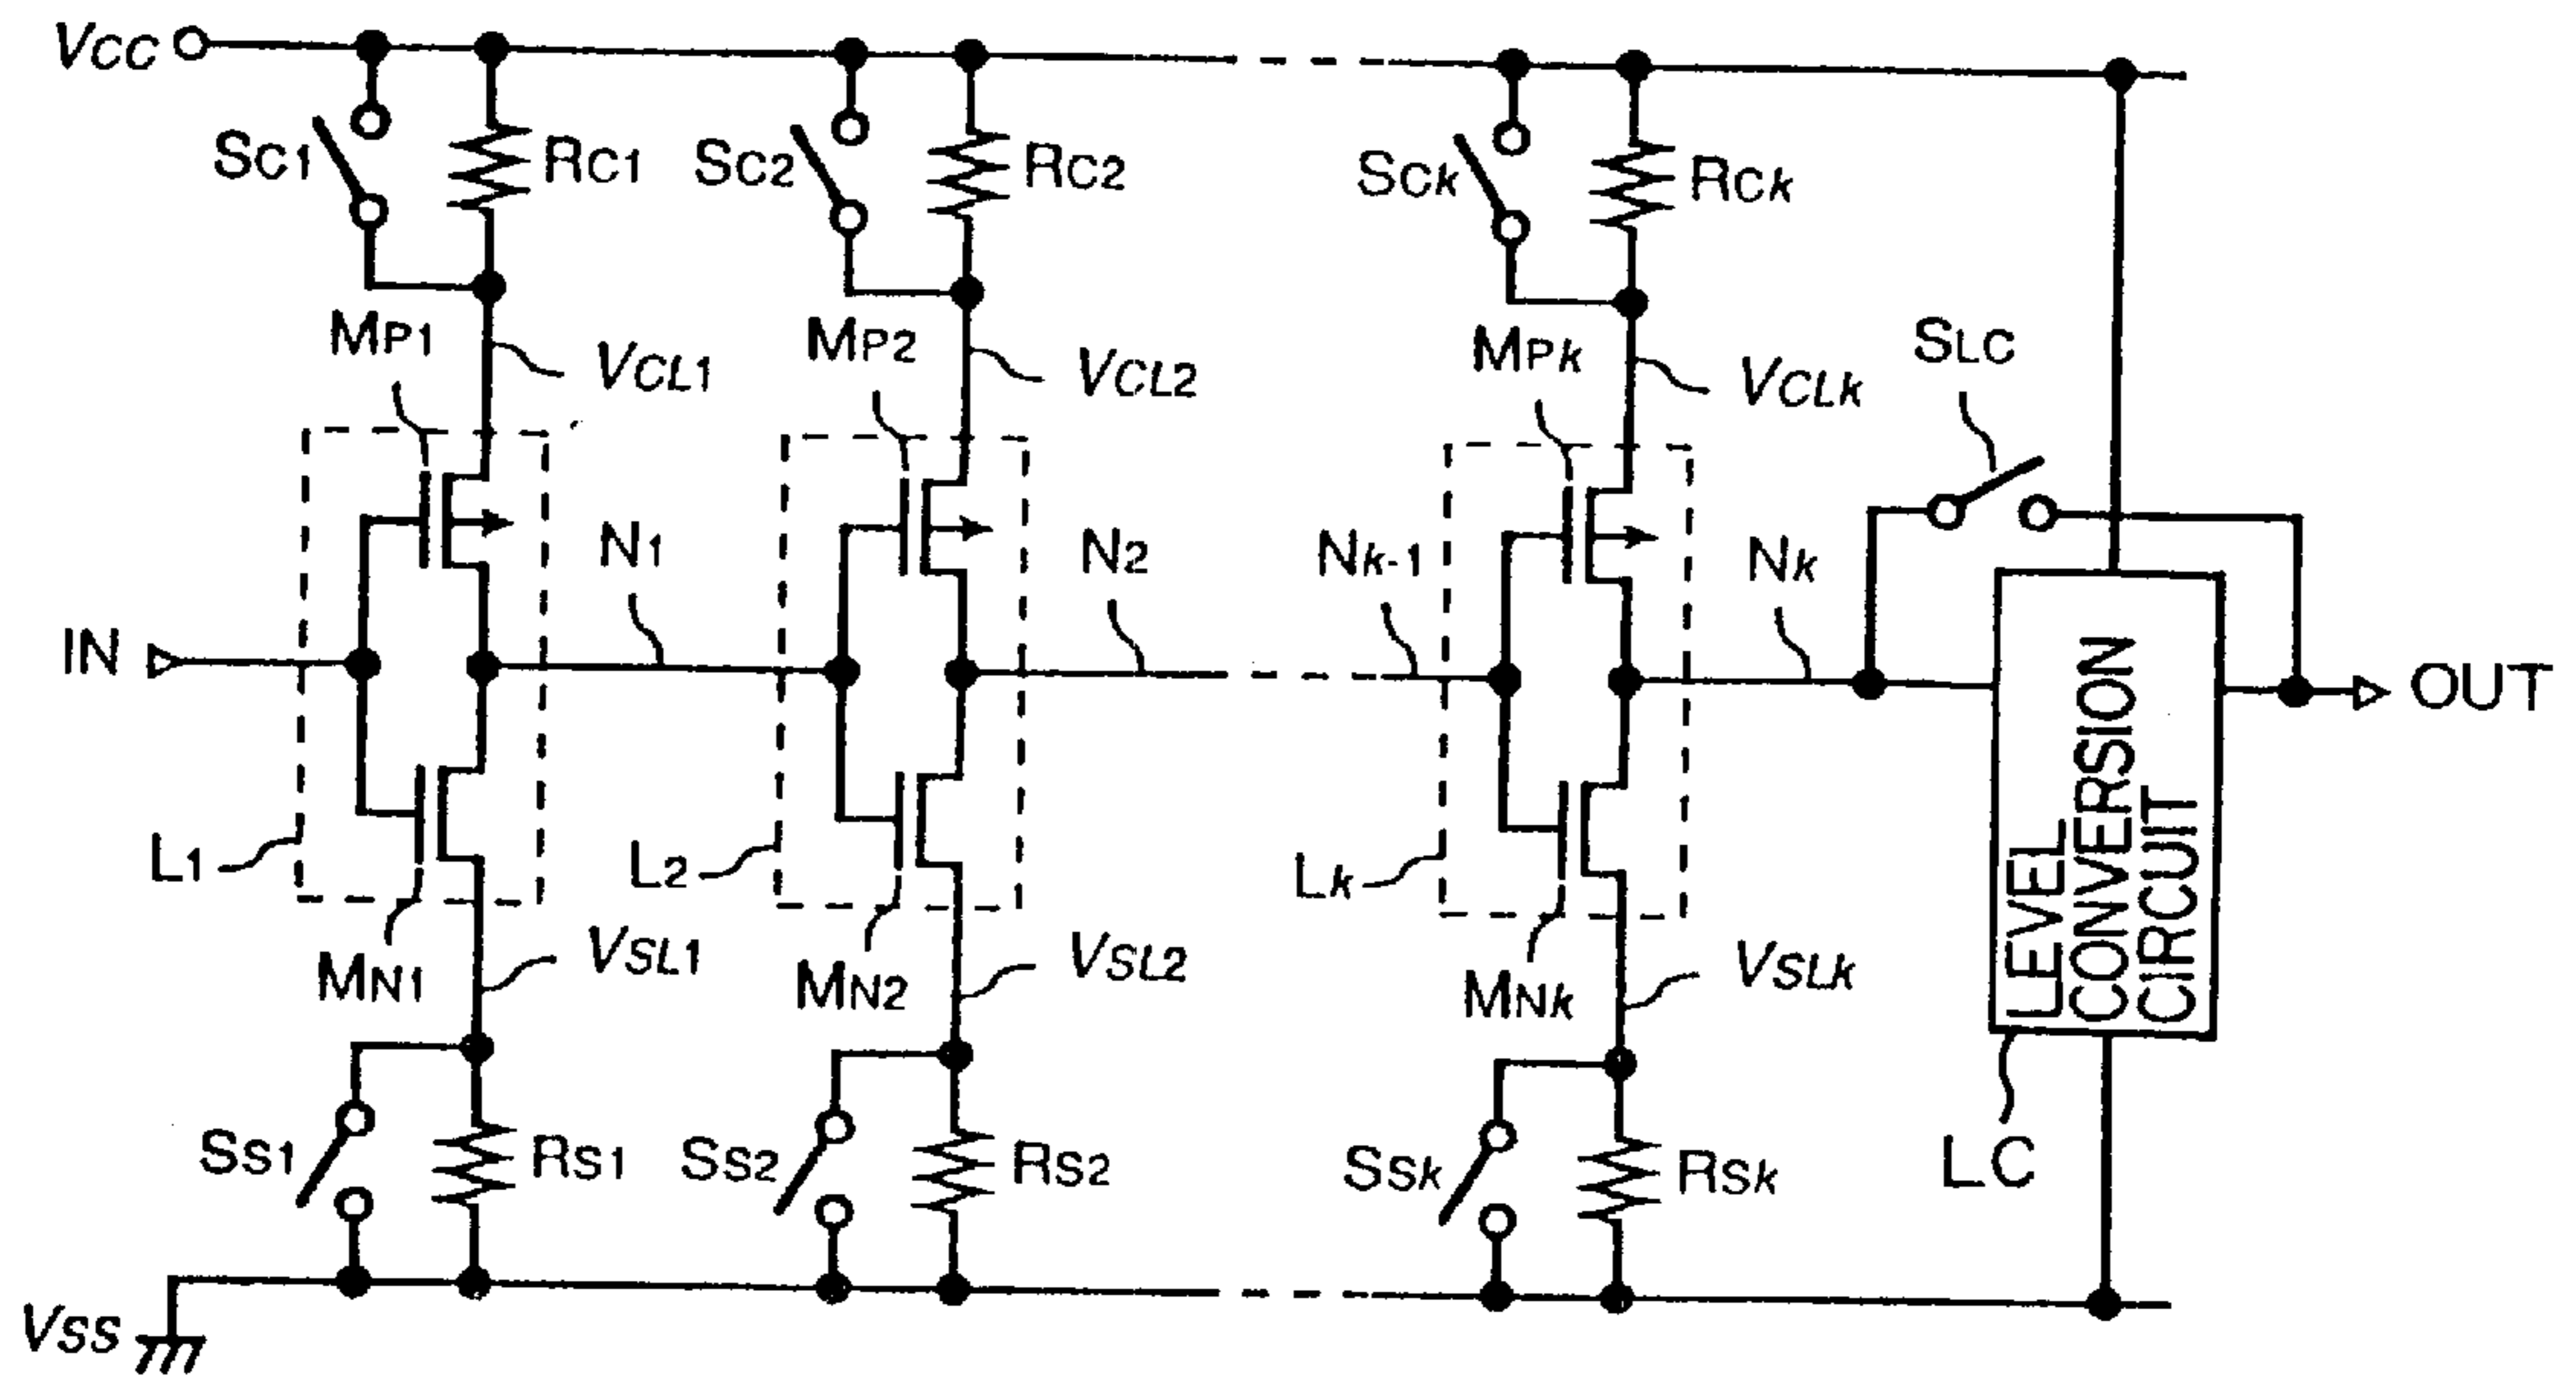 VCC
SC1
RC1
SC2
RC2
SCk
RCk
MP1
VCL1
MP2
VCL2
MPk
VCLk
SLC
N1
N2
Nk-1
Nk
IN
OUT
LEVEL
CONVERSION
CIRCUIT
L1
L2
Lk
MN1
VSL1
MN2
VSL2
MNk
VSLk
SS1
RS1
SS2
RS2
SSk
RSk
LC
VSS